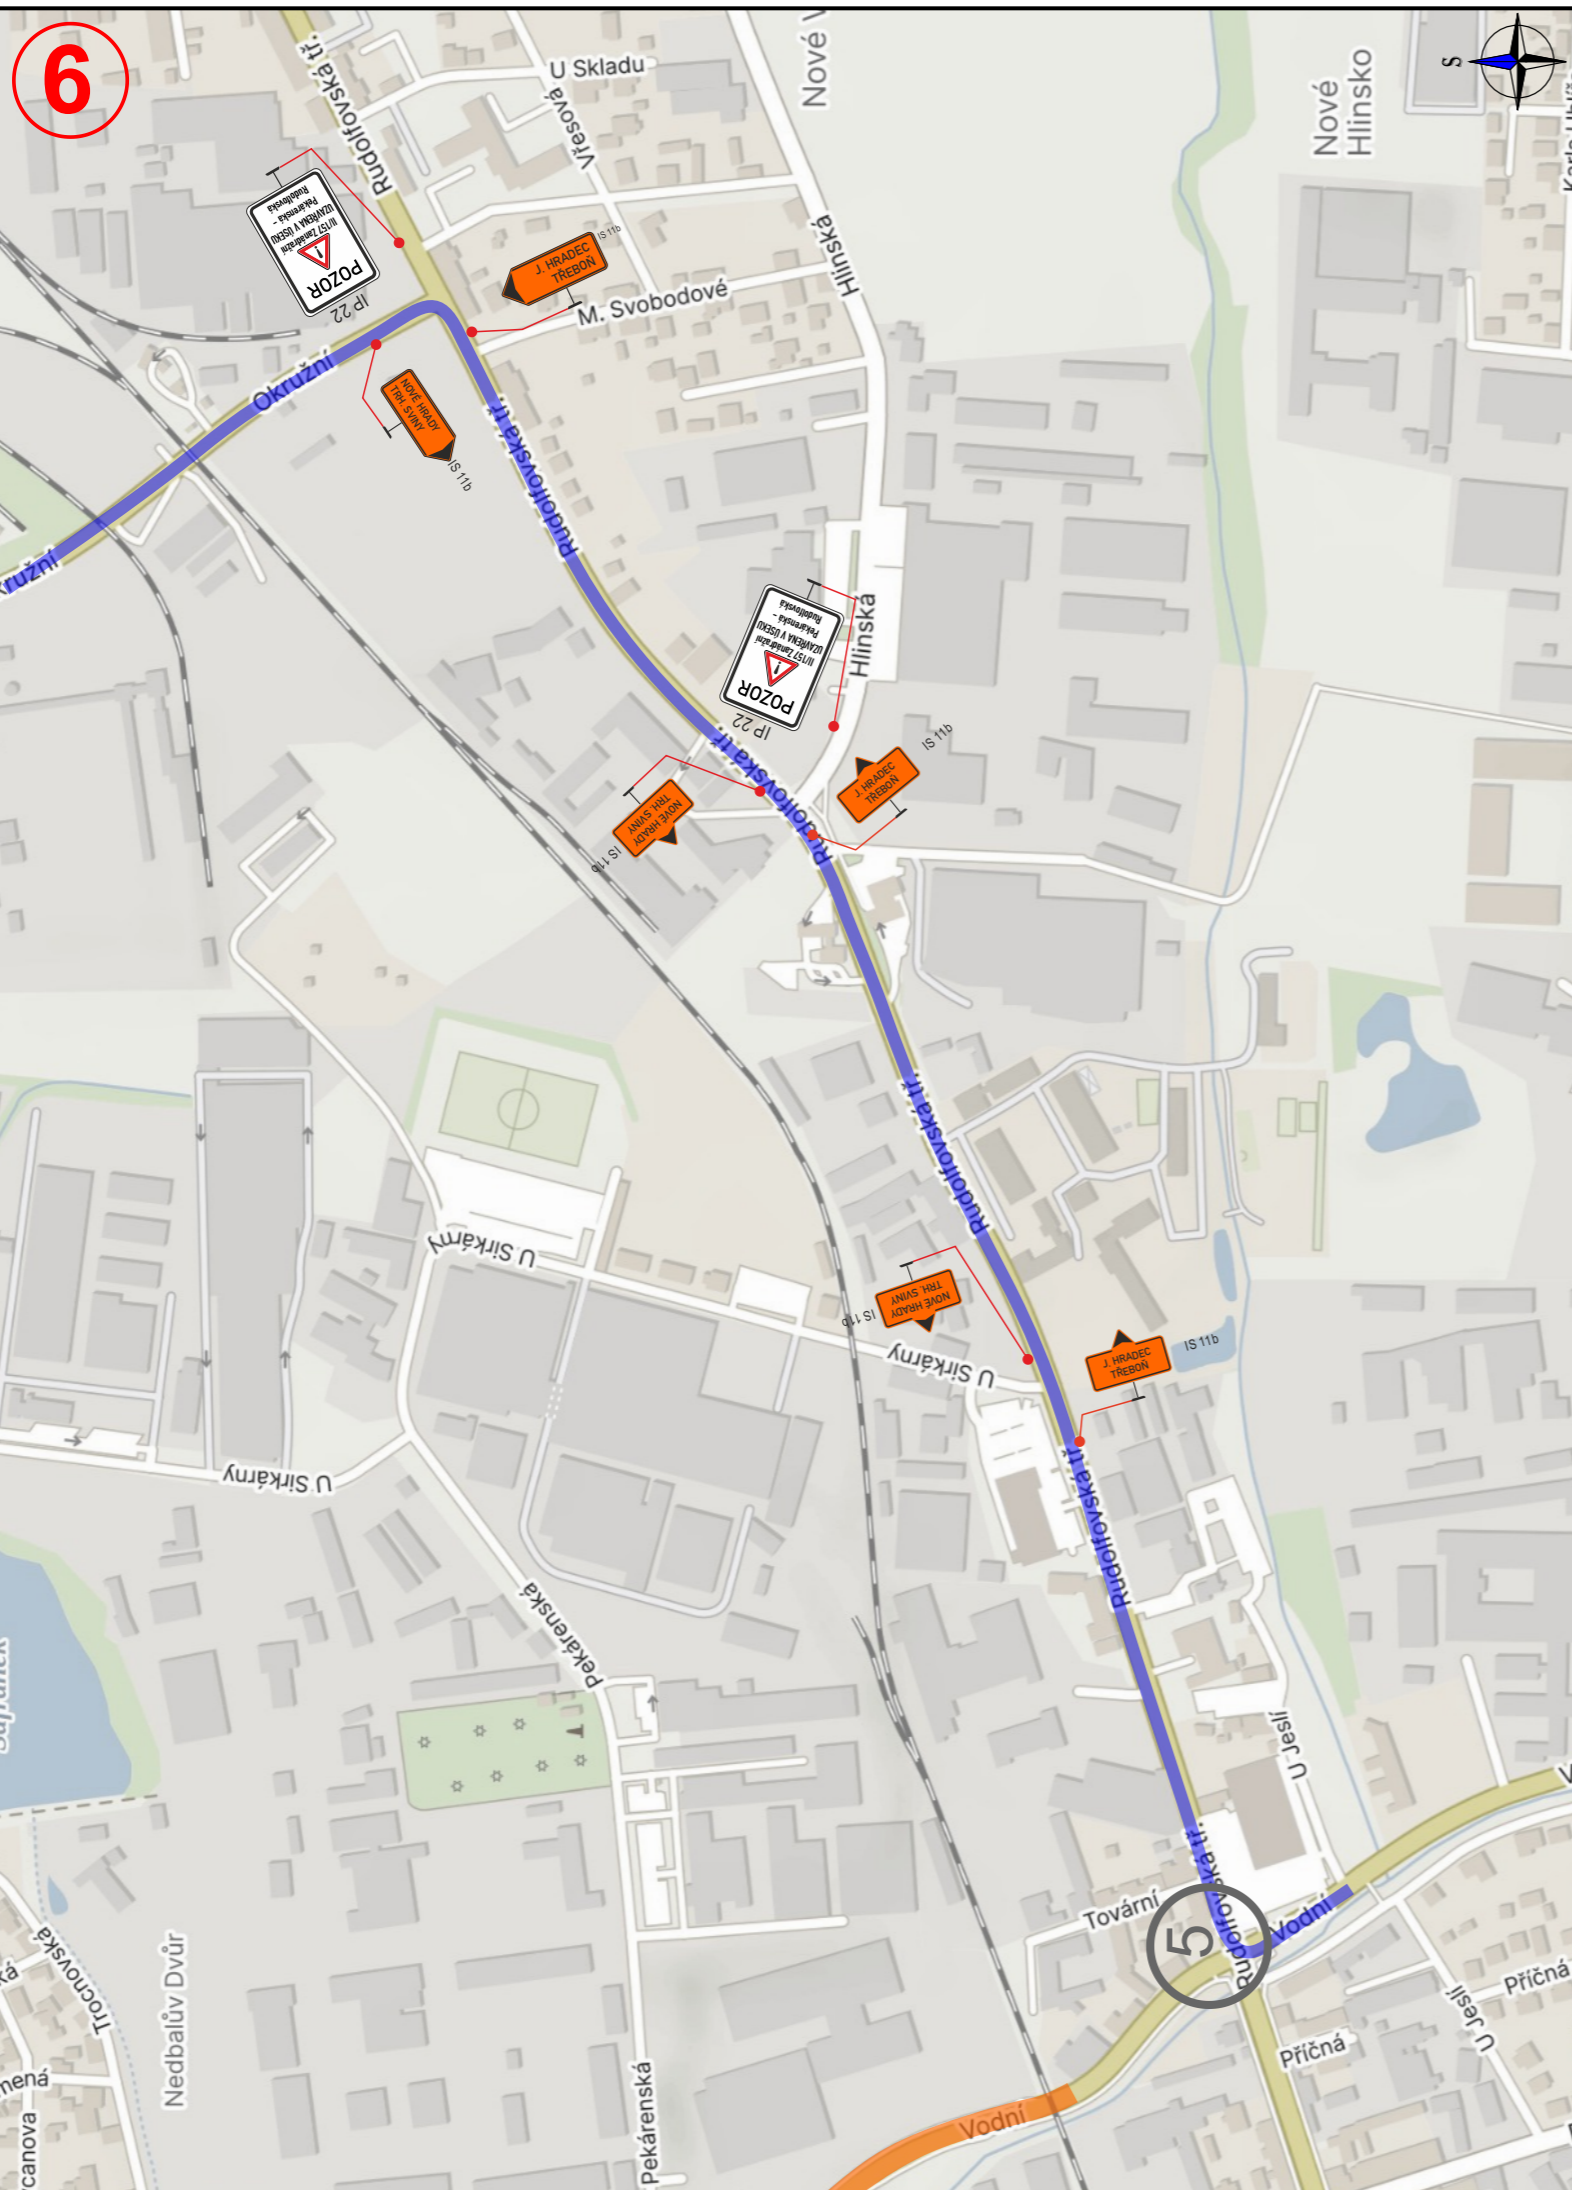 6
S
Nové
Nové
Hlinsko
Rudolfovská tř.
U Skladu
Vřesová
POZOR
II/157 Zanádražní
UZAVŘENA V ÚSEKU
Pekárenská –
Rudolfovská
IP 22
J. HRADEC
TŘEBOŇ
IS 11b
M. Svobodové
Hlinská
Okružní
NOVÉ HRADY
TRH. SVINY
IS 11b
Rudolfovská tř.
POZOR
II/157 Zanádražní
UZAVŘENA V ÚSEKU
Pekárenská –
Rudolfovská
IP 22
Hlinská
Rudolfovská tř.
NOVÉ HRADY
TRH. SVINY
IS 11b
J. HRADEC
TŘEBOŇ
IS 11b
Rudolfovská tř.
U Sirkárny
NOVÉ HRADY
TRH. SVINY
IS 11b
U Sirkárny
J. HRADEC
TŘEBOŇ
IS 11b
U Sirkárny
Rudolfovská tř.
Pekárenská
U Jeslí
Rudolfovská tř.
Tovární
5
Vodní
Trocnovská
Nedbalův Dvůr
Příčná
U Jeslí
Příčná
Pekárenská
Vodní